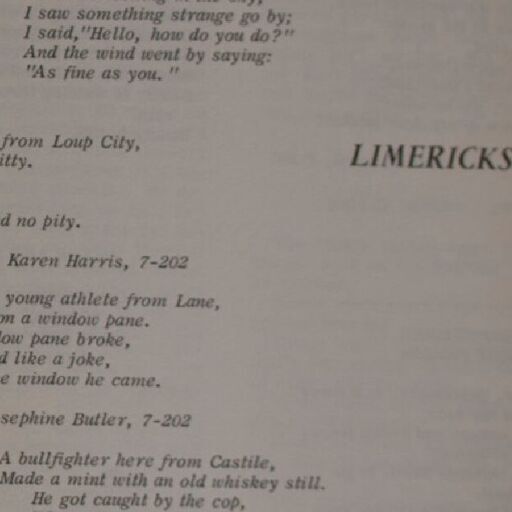 I saw something strange go by;
I said,"Hello, how do you do?"
And the wind went by saying:
"As fine as you. "
from Loup City,
LIMERICKS
itty.
d no pity.
Karen Harris, 7-202
young athlete from Lane,
a window pane.
low pane broke,
d like a joke,
e window he came.
sephine Butler, 7-202
A bullfighter here from Castile,
Made a mint with an old whiskey still.
He got caught by the cop,